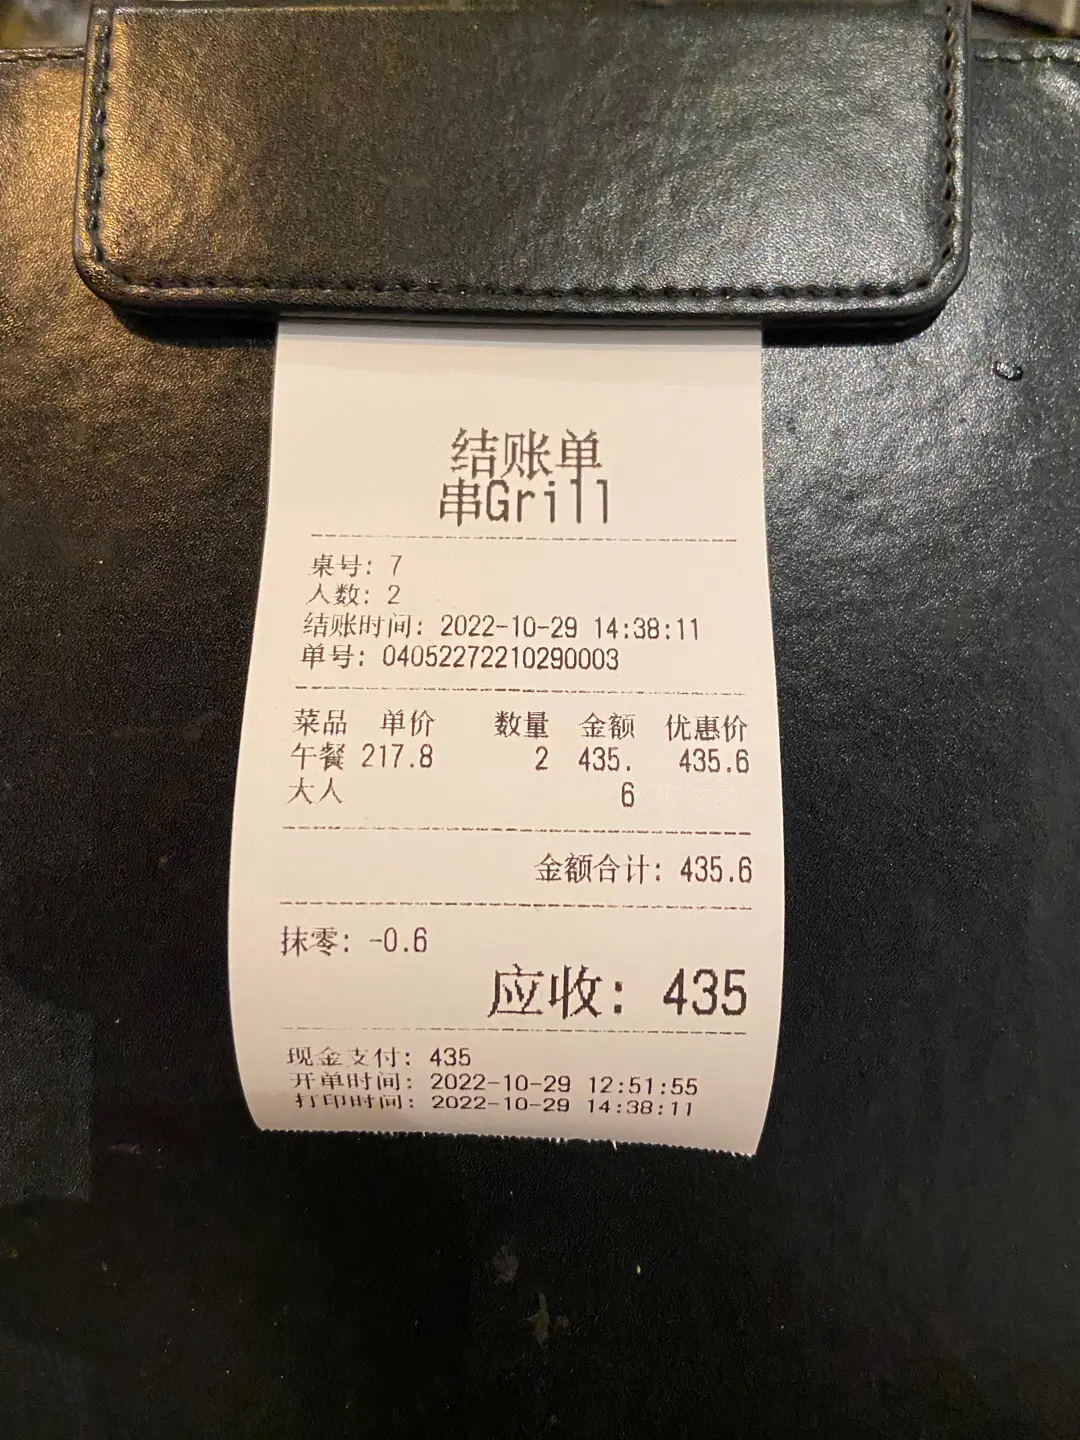 结账单
串Grill
桌号: 7
人数: 2
结账时间: 2022-10-29 14:38:11
单号: 04052272210290003
菜品 单价 数量 金额 优惠价
午餐 217.8 2 435. 435.6
大人 6
金额合计: 435.6
抹零: -0.6
应收: 435
现金支付: 435
开单时间: 2022-10-29 12:51:55
打印时间: 2022-10-29 14:38:11